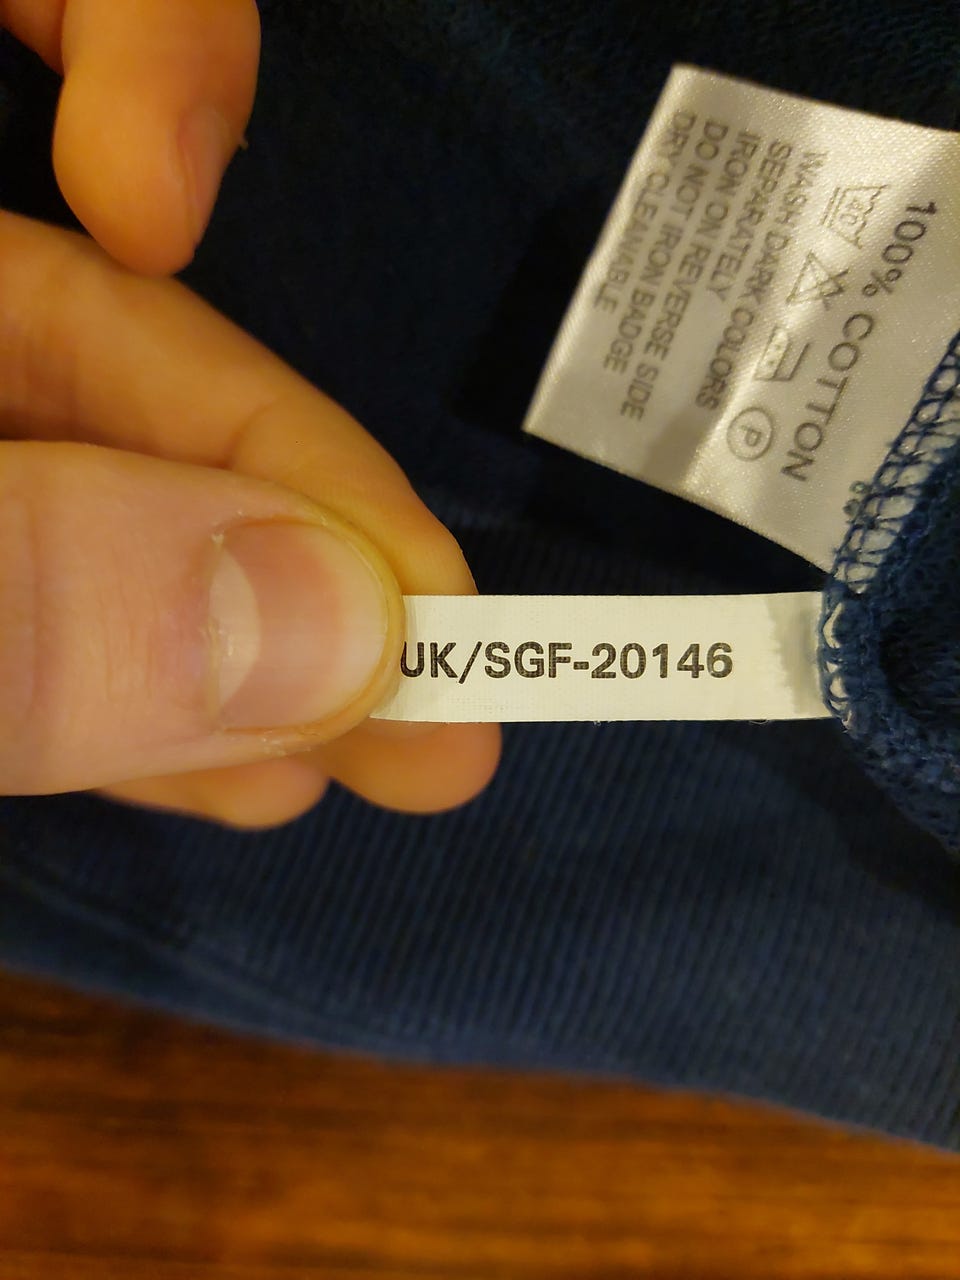 100% COTTON
40 P
WASH DARK COLORS
SEPARATELY
IRON ON REVERSE SIDE
DO NOT IRON BADGE
DRY CLEANABLE
UK/SGF-20146